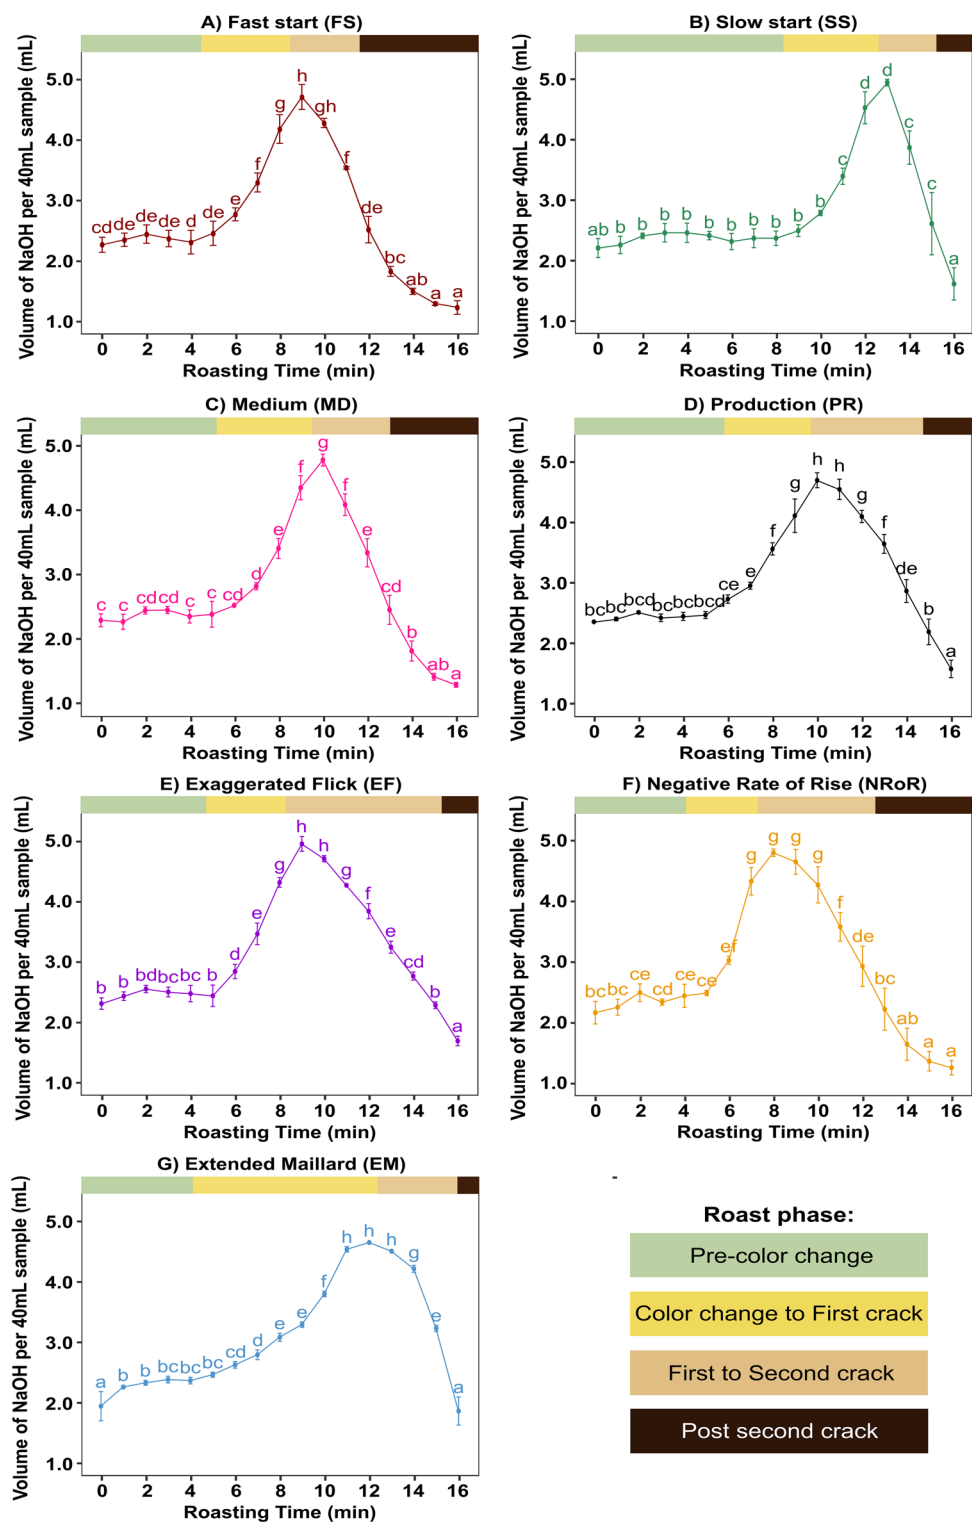 A) Fast start (FS)
Volume of NaOH per 40mL sample (mL)
5.0
4.0
3.0
2.0
1.0
cd de de de d de e f g h gh f de bc ab a a
0 2 4 6 8 10 12 14 16
Roasting Time (min)
B) Slow start (SS)
Volume of NaOH per 40mL sample (mL)
5.0
4.0
3.0
2.0
1.0
ab b b b b b b b b b b c d d c c a
0 2 4 6 8 10 12 14 16
Roasting Time (min)
C) Medium (MD)
Volume of NaOH per 40mL sample (mL)
5.0
4.0
3.0
2.0
1.0
c c cd cd c c cd d e f g f e cd b ab a
0 2 4 6 8 10 12 14 16
Roasting Time (min)
D) Production (PR)
Volume of NaOH per 40mL sample (mL)
5.0
4.0
3.0
2.0
1.0
bc bc bcd bc bc bcd ce e f g h h g f de b a
0 2 4 6 8 10 12 14 16
Roasting Time (min)
E) Exaggerated Flick (EF)
Volume of NaOH per 40mL sample (mL)
5.0
4.0
3.0
2.0
1.0
b b bd bc bc b d e g h h g f e cd b a
0 2 4 6 8 10 12 14 16
Roasting Time (min)
F) Negative Rate of Rise (NRoR)
Volume of NaOH per 40mL sample (mL)
5.0
4.0
3.0
2.0
1.0
bc bc ce cd ce ce ef g g g g f de bc ab a a
0 2 4 6 8 10 12 14 16
Roasting Time (min)
G) Extended Maillard (EM)
Volume of NaOH per 40mL sample (mL)
5.0
4.0
3.0
2.0
1.0
a b b bc bc bc cd d e e f h h h g e a
0 2 4 6 8 10 12 14 16
Roasting Time (min)
-
Roast phase:
Pre-color change
Color change to First crack
First to Second crack
Post second crack